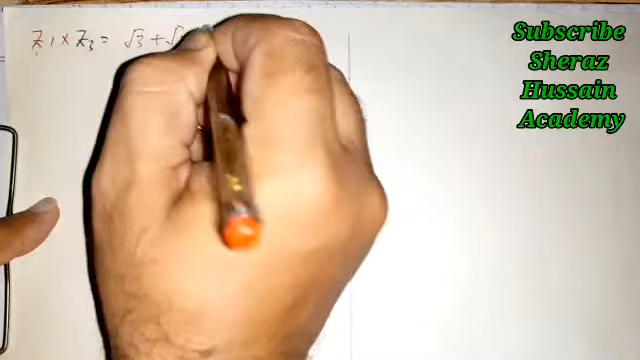 Z₁ × Z₃ = √3 + √
Subscribe
Sheraz
Hussain
Academy